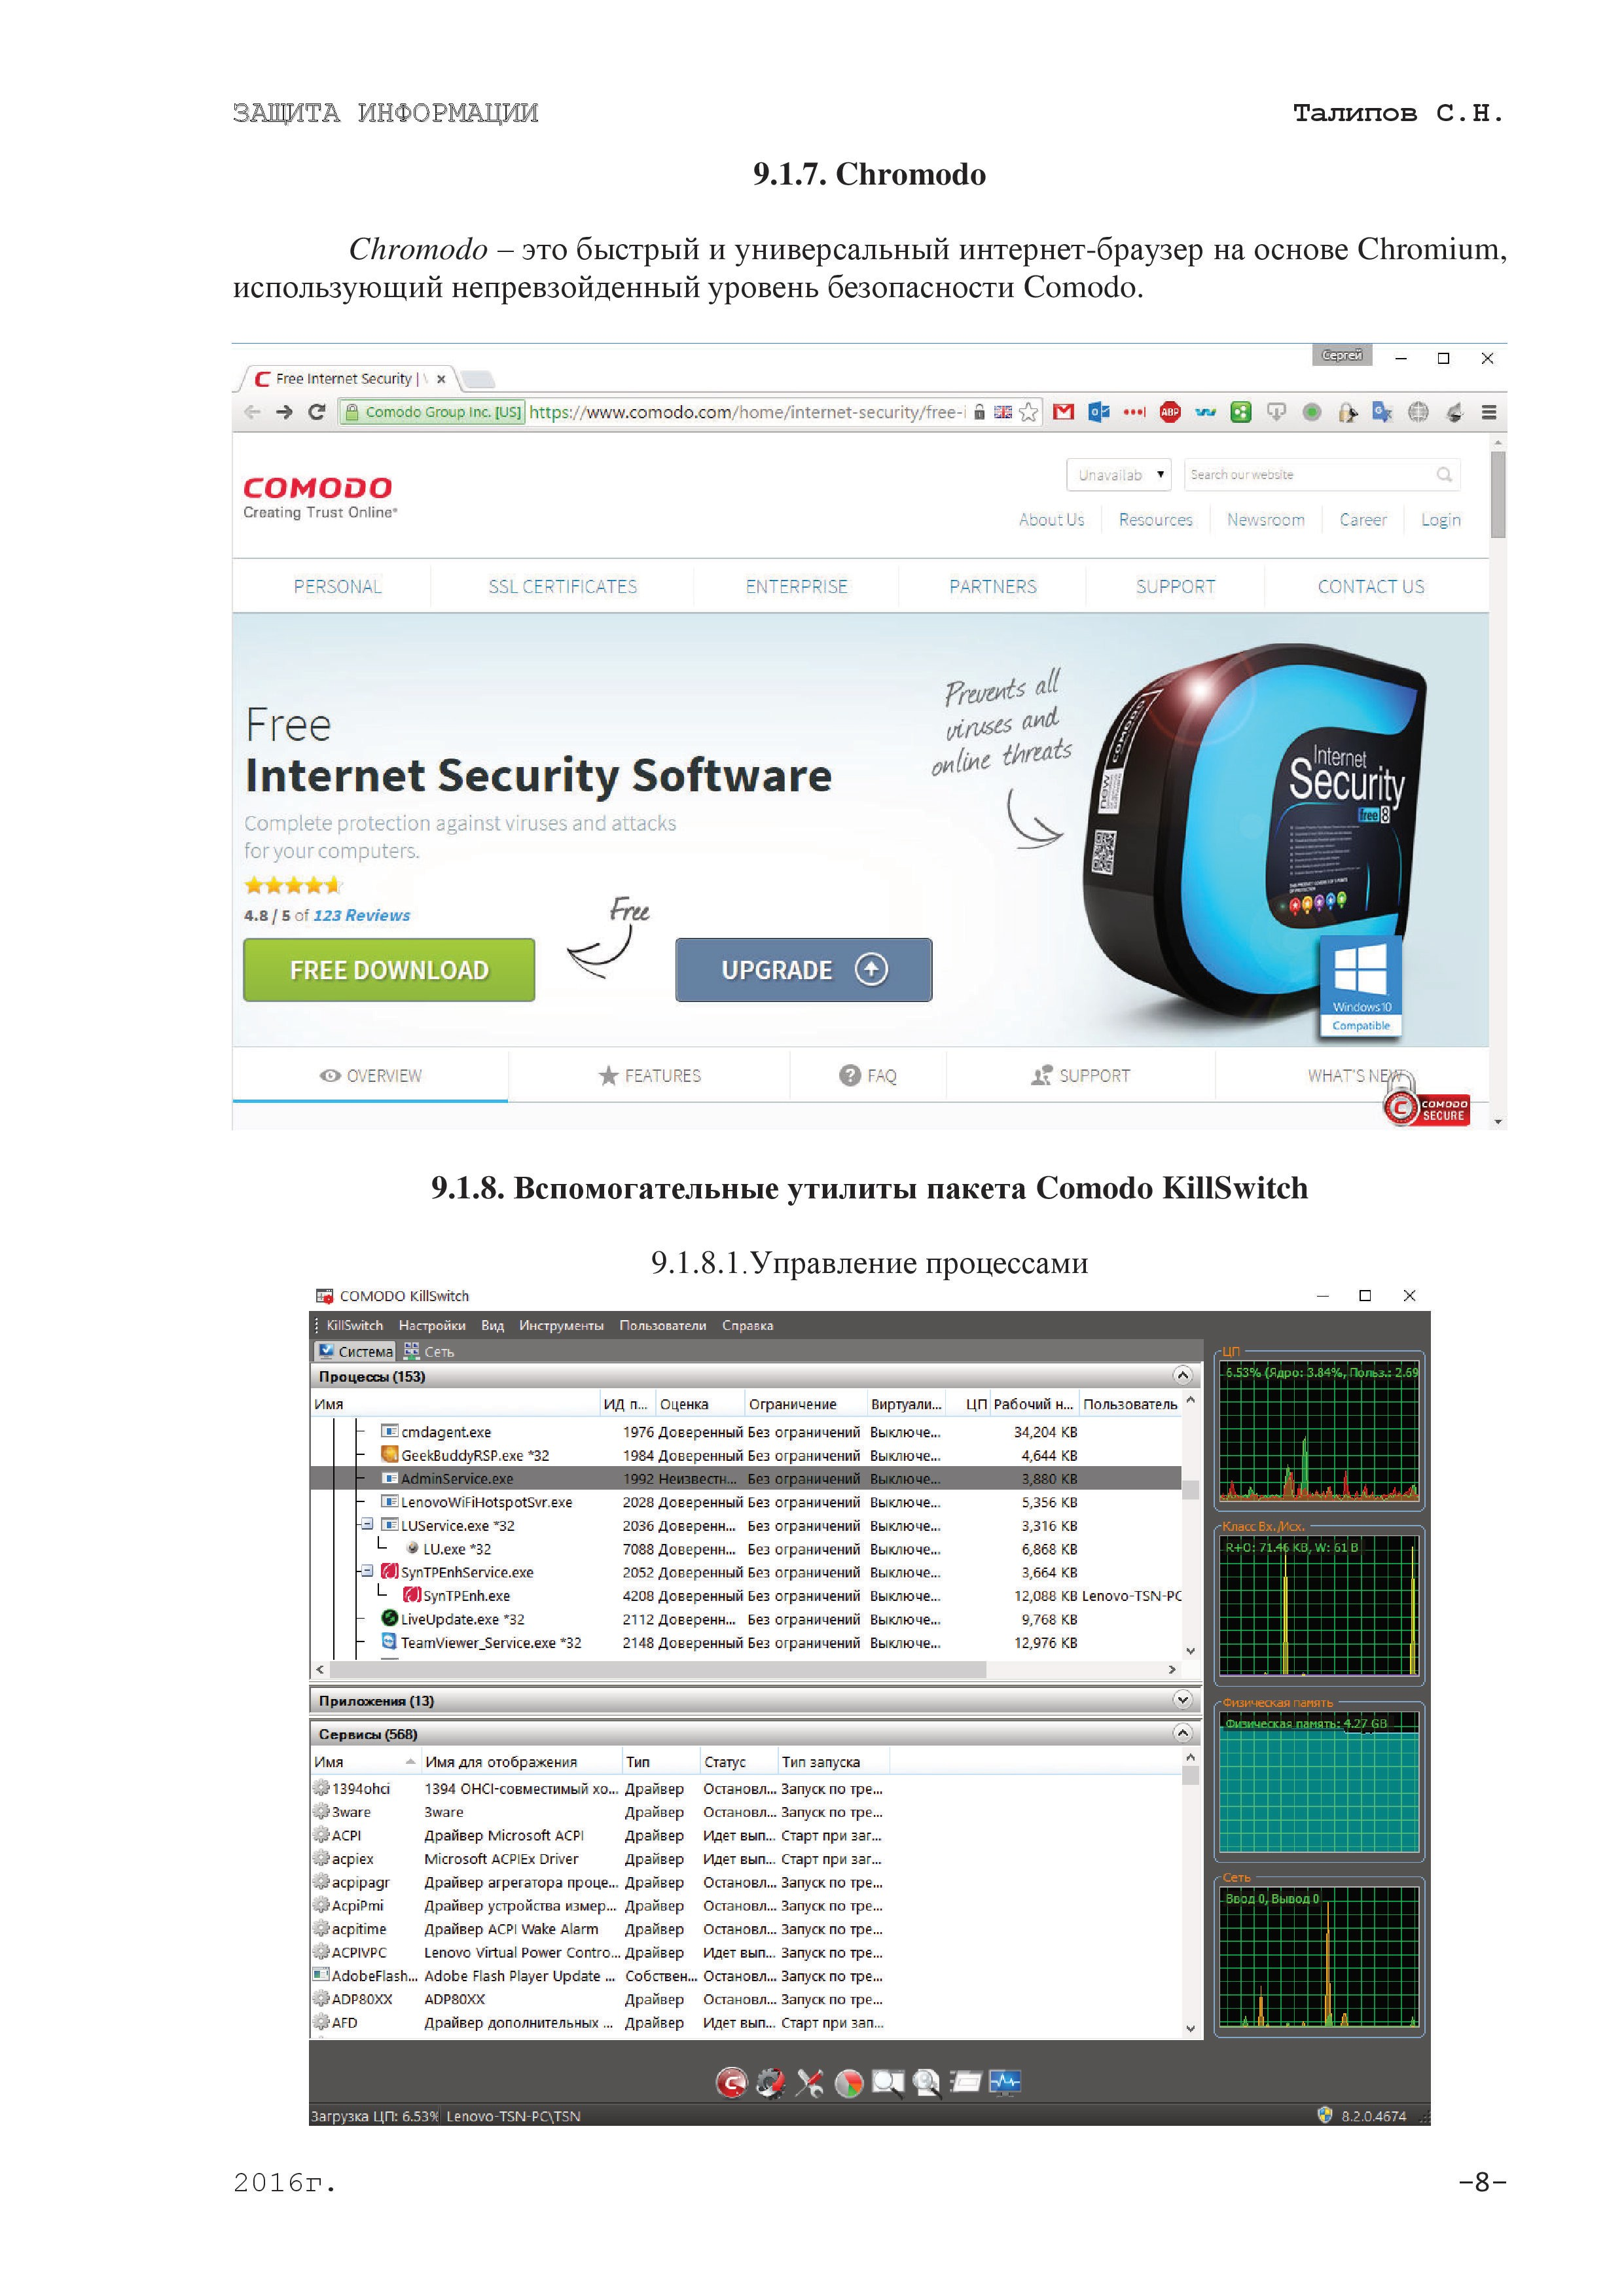 ЗАЩИТА ИНФОРМАЦИИ Талипов С.Н.
9.1.7. Chromodo
Chromodo – это быстрый и универсальный интернет-браузер на основе Chromium,
использующий непревзойденный уровень безопасности Comodo.
Сергей
Free Internet Security |
Comodo Group Inc. [US] https://www.comodo.com/home/internet-security/free-i
COMODO
Creating Trust Online®
Unavailab
Search our website
About Us Resources Newsroom Career Login
PERSONAL SSL CERTIFICATES ENTERPRISE PARTNERS SUPPORT CONTACT US
Free
Internet Security Software
Complete protection against viruses and attacks
for your computers.
4.8 / 5 of 123 Reviews
Free
FREE DOWNLOAD UPGRADE
Prevents all
viruses and
online threats
COMODO
new
Internet
Security
free 8
Windows 10
Compatible
OVERVIEW FEATURES FAQ SUPPORT WHAT'S NEW
COMODO
SECURE
9.1.8. Вспомогательные утилиты пакета Comodo KillSwitch
9.1.8.1.Управление процессами
COMODO KillSwitch
KillSwitch Настройки Вид Инструменты Пользователи Справка
Система Сеть
Процессы (153)
Имя ИД п... Оценка Ограничение Виртуали... ЦП Рабочий н... Пользователь
cmdagent.exe 1976 Доверенный Без ограничений Выключе... 34,204 KB
GeekBuddyRSP.exe *32 1984 Доверенный Без ограничений Выключе... 4,644 KB
AdminService.exe 1992 Неизвестн... Без ограничений Выключе... 3,880 KB
LenovoWiFiHotspotSvr.exe 2028 Доверенный Без ограничений Выключе... 5,356 KB
LUService.exe *32 2036 Доверенн... Без ограничений Выключе... 3,316 KB
LU.exe *32 7088 Доверенн... Без ограничений Выключе... 6,868 KB
SynTPEnhService.exe 2052 Доверенный Без ограничений Выключе... 3,664 KB
SynTPEnh.exe 4208 Доверенный Без ограничений Выключе... 12,088 KB Lenovo-TSN-PC
LiveUpdate.exe *32 2112 Доверенн... Без ограничений Выключе... 9,768 KB
TeamViewer_Service.exe *32 2148 Доверенный Без ограничений Выключе... 12,976 KB
Приложения (13)
Сервисы (568)
Имя Имя для отображения Тип Статус Тип запуска
1394ohci 1394 OHCI-совместимый хо... Драйвер Остановл... Запуск по тре...
3ware 3ware Драйвер Остановл... Запуск по тре...
ACPI Драйвер Microsoft ACPI Драйвер Идет вып... Старт при заг...
acpiex Microsoft ACPIEx Driver Драйвер Идет вып... Старт при заг...
acpipagr Драйвер агрегатора проце... Драйвер Остановл... Запуск по тре...
AcpiPmi Драйвер устройства измер... Драйвер Остановл... Запуск по тре...
acpitime Драйвер ACPI Wake Alarm Драйвер Остановл... Запуск по тре...
ACPIVPC Lenovo Virtual Power Contro... Драйвер Идет вып... Запуск по тре...
AdobeFlash... Adobe Flash Player Update ... Собствен... Остановл... Запуск по тре...
ADP80XX ADP80XX Драйвер Остановл... Запуск по тре...
AFD Драйвер дополнительных ... Драйвер Идет вып... Старт при зап...
ЦП
6.53% (Ядро: 3.84%, Польз.: 2.69
Класс Вх./Исх.
R+O: 71.46 KB, W: 61 B
Физическая память
Физическая память: 4.27 GB
Сеть
Ввод 0, Вывод 0
Загрузка ЦП: 6.53% Lenovo-TSN-PC\TSN 8.2.0.4674
2016г. -8-